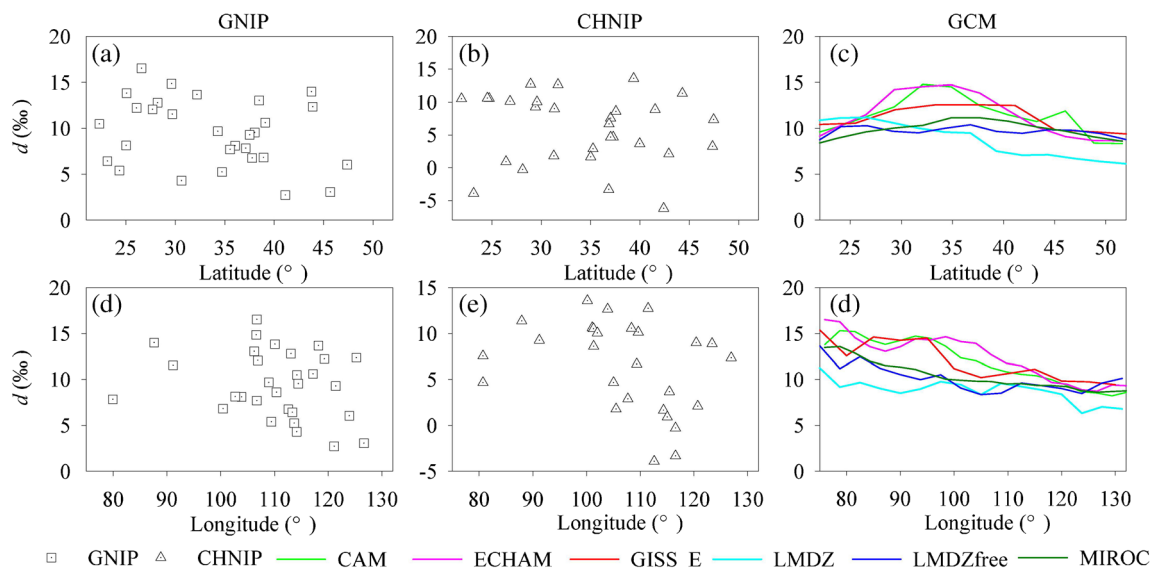 GNIP CHNIP GCM
20 20 20
(a) (b) (c)
15 15 15
d (‰) 10 10 10
5 5
0
5 0 -5 0
25 30 35 40 45 50 25 30 35 40 45 50 25 30 35 40 45 50
Latitude (°) Latitude (°) Latitude (°)
20 15 20
(d) (e) (d)
15 10 15
d (‰) 10 5 10
5 0 5
0 -5 0
80 90 100 110 120 130 80 90 100 110 120 130 80 90 100 110 120 130
Longitude (°) Longitude (°) Longitude (°)
GNIP CHNIP CAM ECHAM GISS E LMDZ LMDZfree MIROC